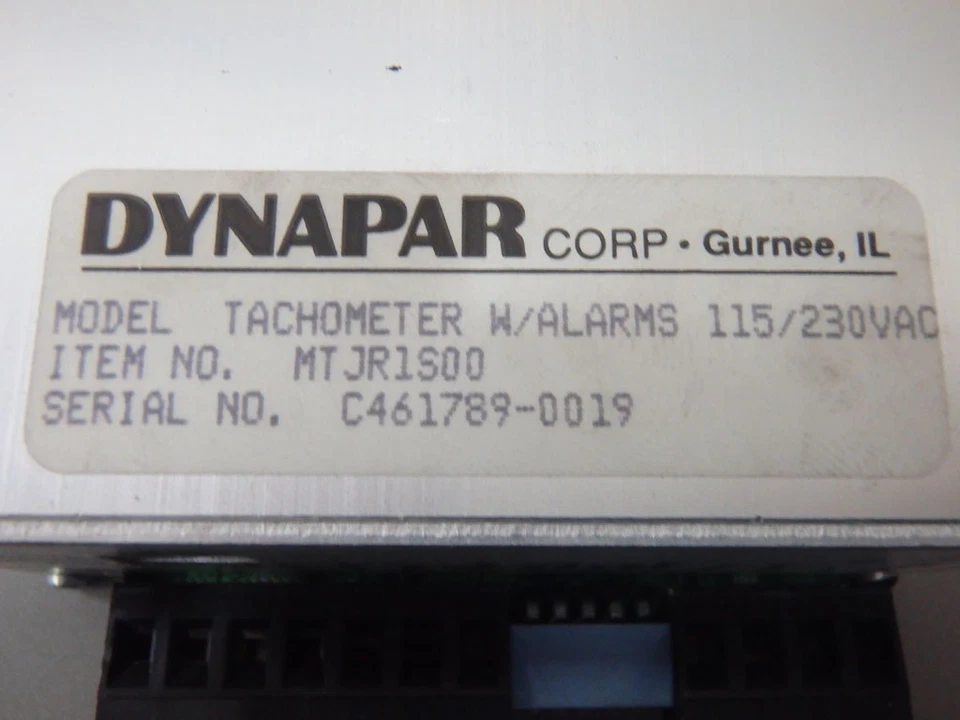 DYNAPAR CORP • Gurnee, IL
MODEL TACHOMETER W/ALARMS 115/230VAC
ITEM NO. MTJR1S00
SERIAL NO. C461789-0019